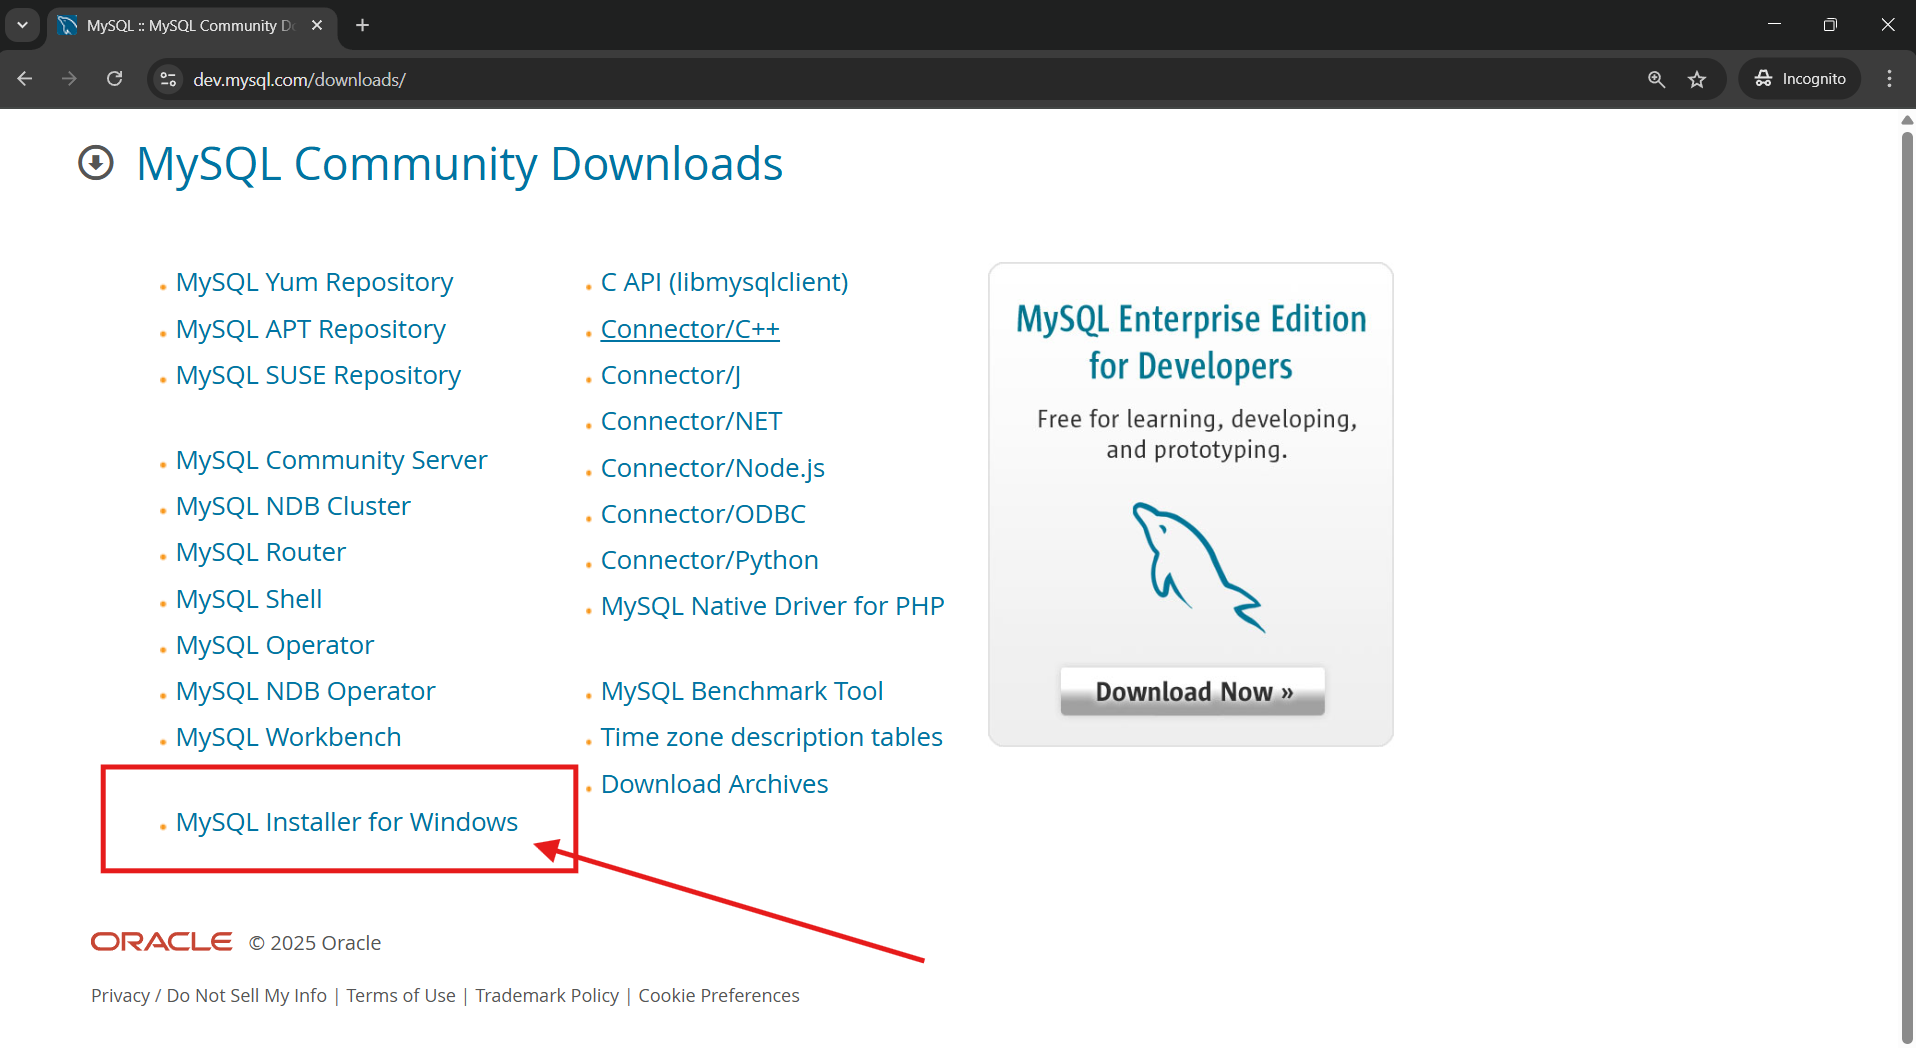 MySQL :: MySQL Community Do
dev.mysql.com/downloads/
Incognito
MySQL Community Downloads
MySQL Yum Repository
MySQL APT Repository
MySQL SUSE Repository
MySQL Community Server
MySQL NDB Cluster
MySQL Router
MySQL Shell
MySQL Operator
MySQL NDB Operator
MySQL Workbench
MySQL Installer for Windows
C API (libmysqlclient)
Connector/C++
Connector/J
Connector/NET
Connector/Node.js
Connector/ODBC
Connector/Python
MySQL Native Driver for PHP
MySQL Benchmark Tool
Time zone description tables
Download Archives
MySQL Enterprise Edition
for Developers
Free for learning, developing,
and prototyping.
Download Now »
ORACLE © 2025 Oracle
Privacy / Do Not Sell My Info | Terms of Use | Trademark Policy | Cookie Preferences